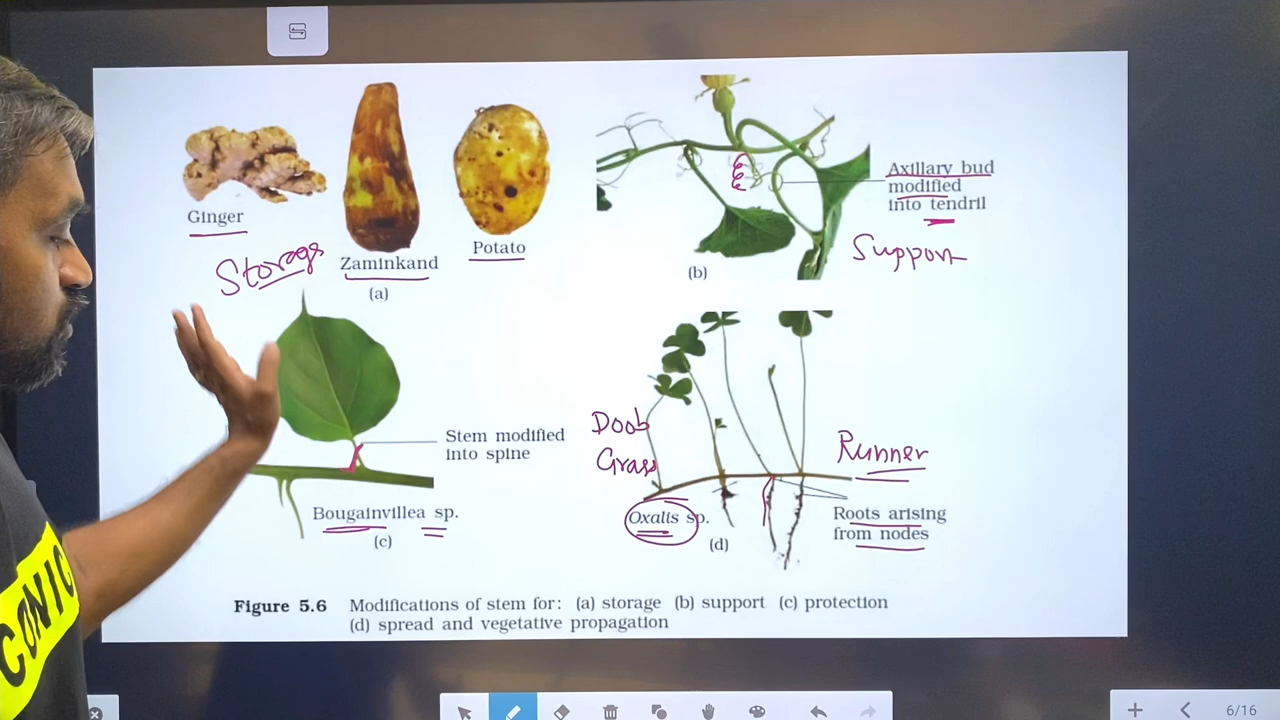 Ginger
Storage
Zaminkand
Potato
(a)
Axillary bud
modified
into tendril
Support
(b)
Stem modified
into spine
Bougainvillea sp.
(c)
Doob
Grass
Runner
Oxalis sp.
Roots arising
from nodes
(d)
Figure 5.6 Modifications of stem for: (a) storage (b) support (c) protection
(d) spread and vegetative propagation
CONIC
6/16